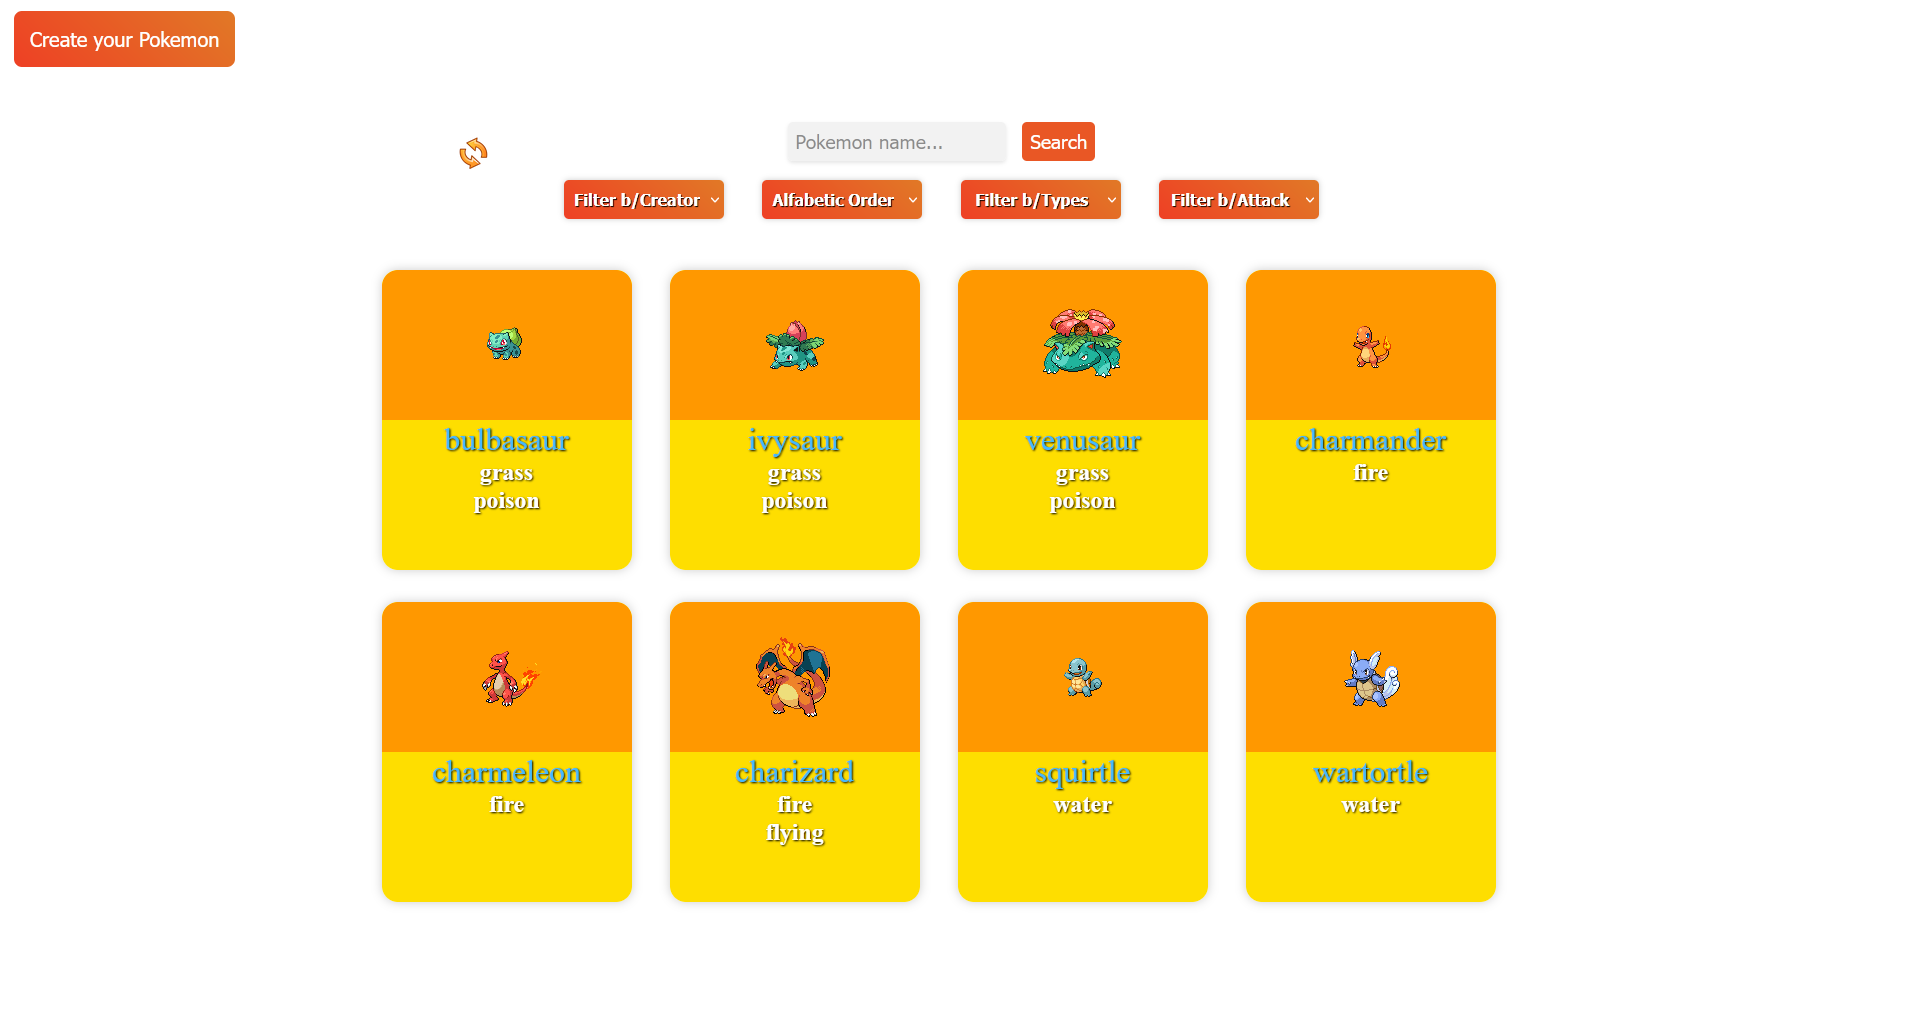 Create your Pokemon
Pokemon name...
Search
Filter b/Creator
Alfabetic Order
Filter b/Types
Filter b/Attack
bulbasaur
grass
poison
ivysaur
grass
poison
venusaur
grass
poison
charmander
fire
charmeleon
fire
charizard
fire
flying
squirtle
water
wartortle
water